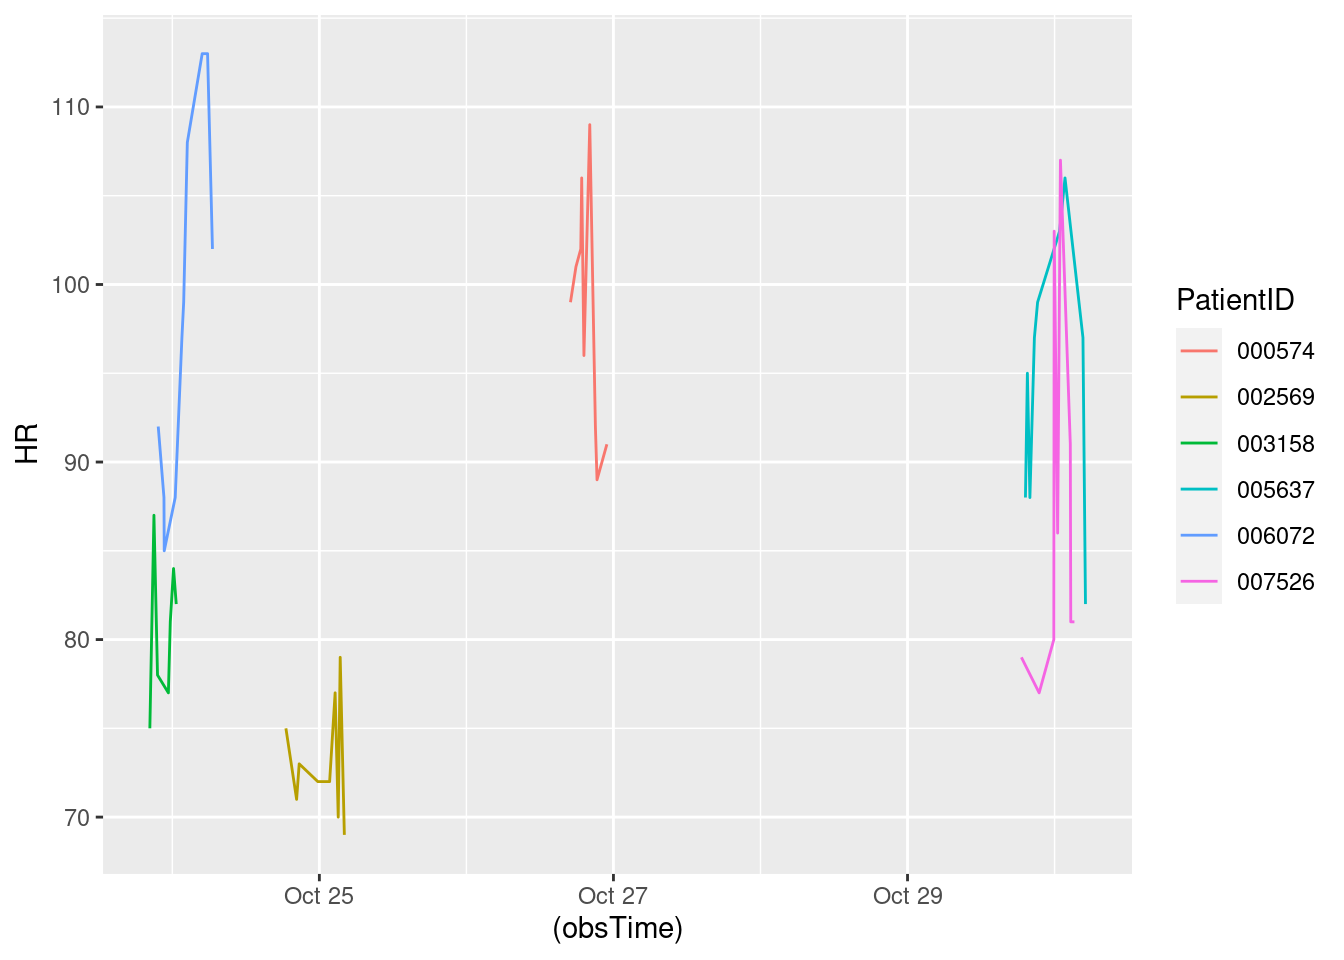 110
100
90
80
70
HR
Oct 25
Oct 27
Oct 29
(obsTime)
PatientID
000574
002569
003158
005637
006072
007526